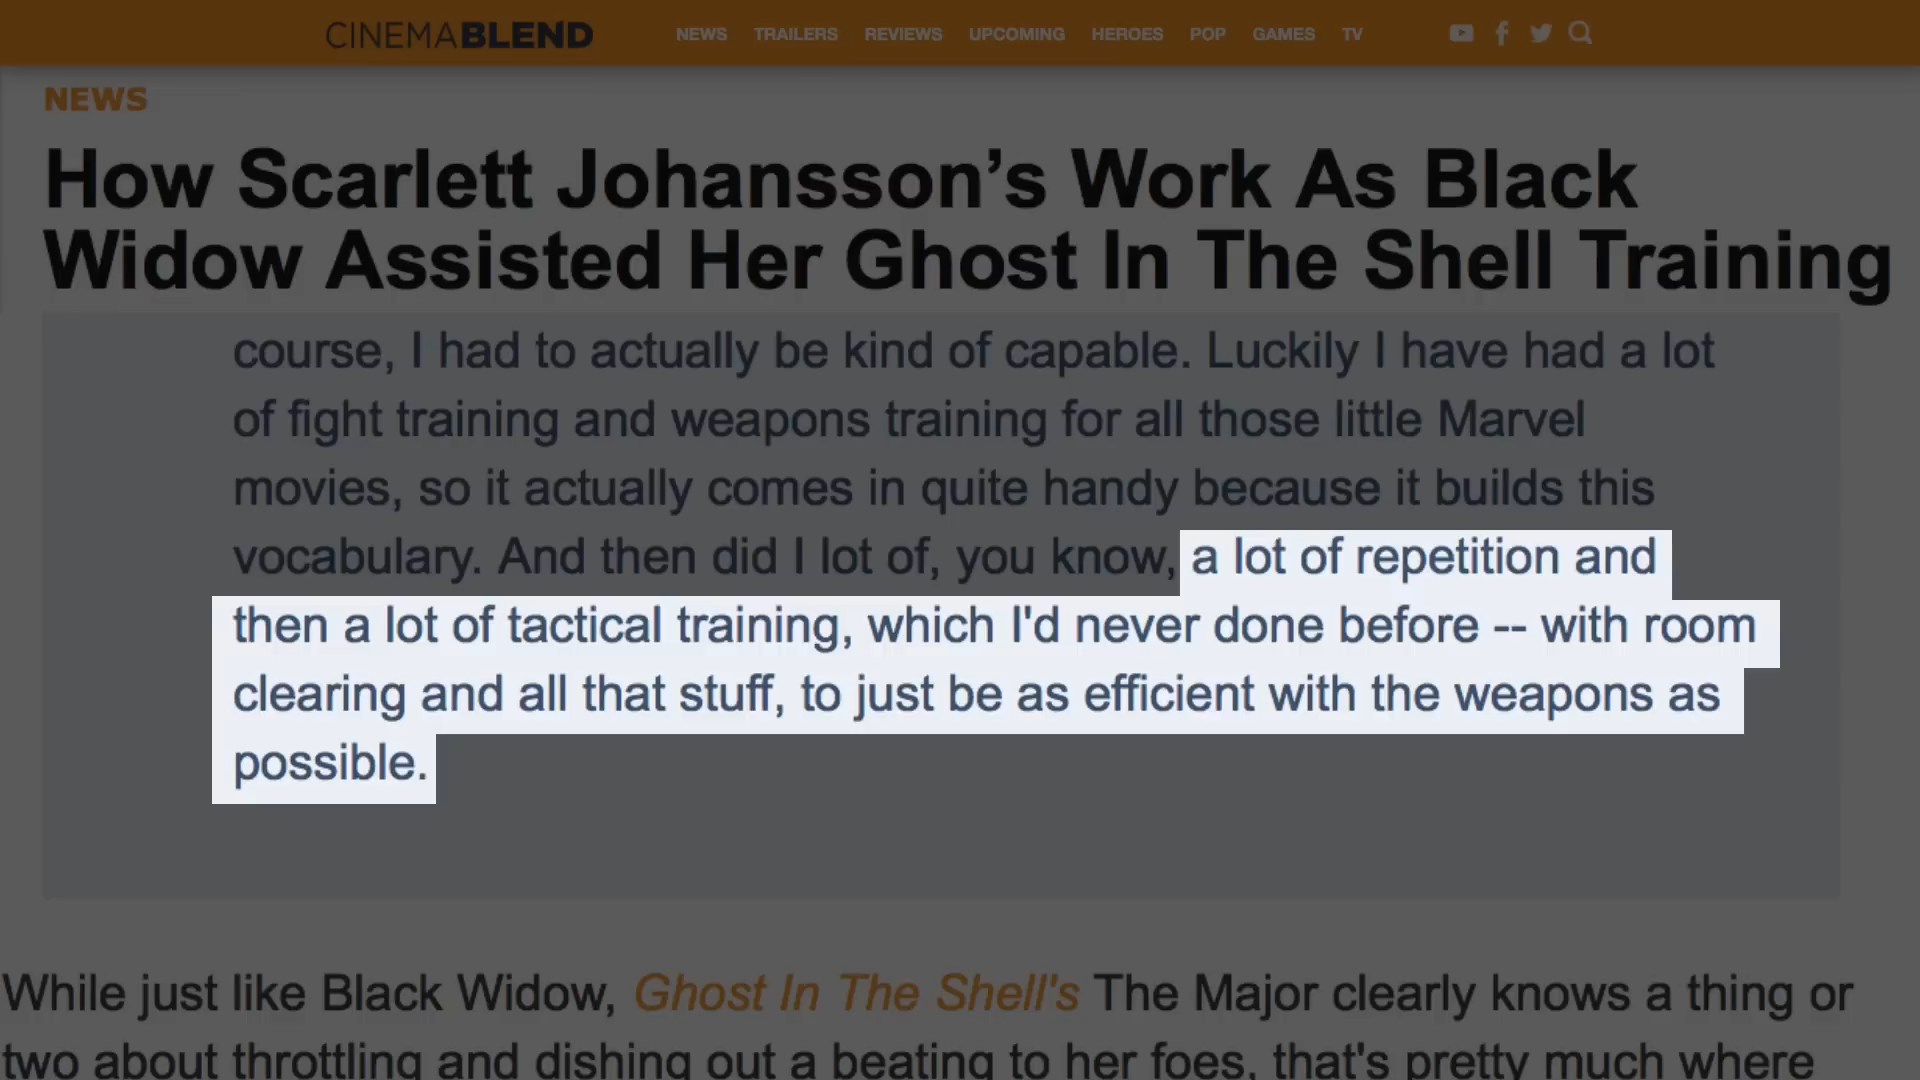 CINEMABLEND NEWS TRAILERS REVIEWS UPCOMING HEROES POP GAMES TV
NEWS
How Scarlett Johansson’s Work As Black
Widow Assisted Her Ghost In The Shell Training
course, I had to actually be kind of capable. Luckily I have had a lot
of fight training and weapons training for all those little Marvel
movies, so it actually comes in quite handy because it builds this
vocabulary. And then did I lot of, you know, a lot of repetition and
then a lot of tactical training, which I'd never done before -- with room
clearing and all that stuff, to just be as efficient with the weapons as
possible.
While just like Black Widow, Ghost In The Shell's The Major clearly knows a thing or
two about throttling and dishing out a beating to her foes, that's pretty much where